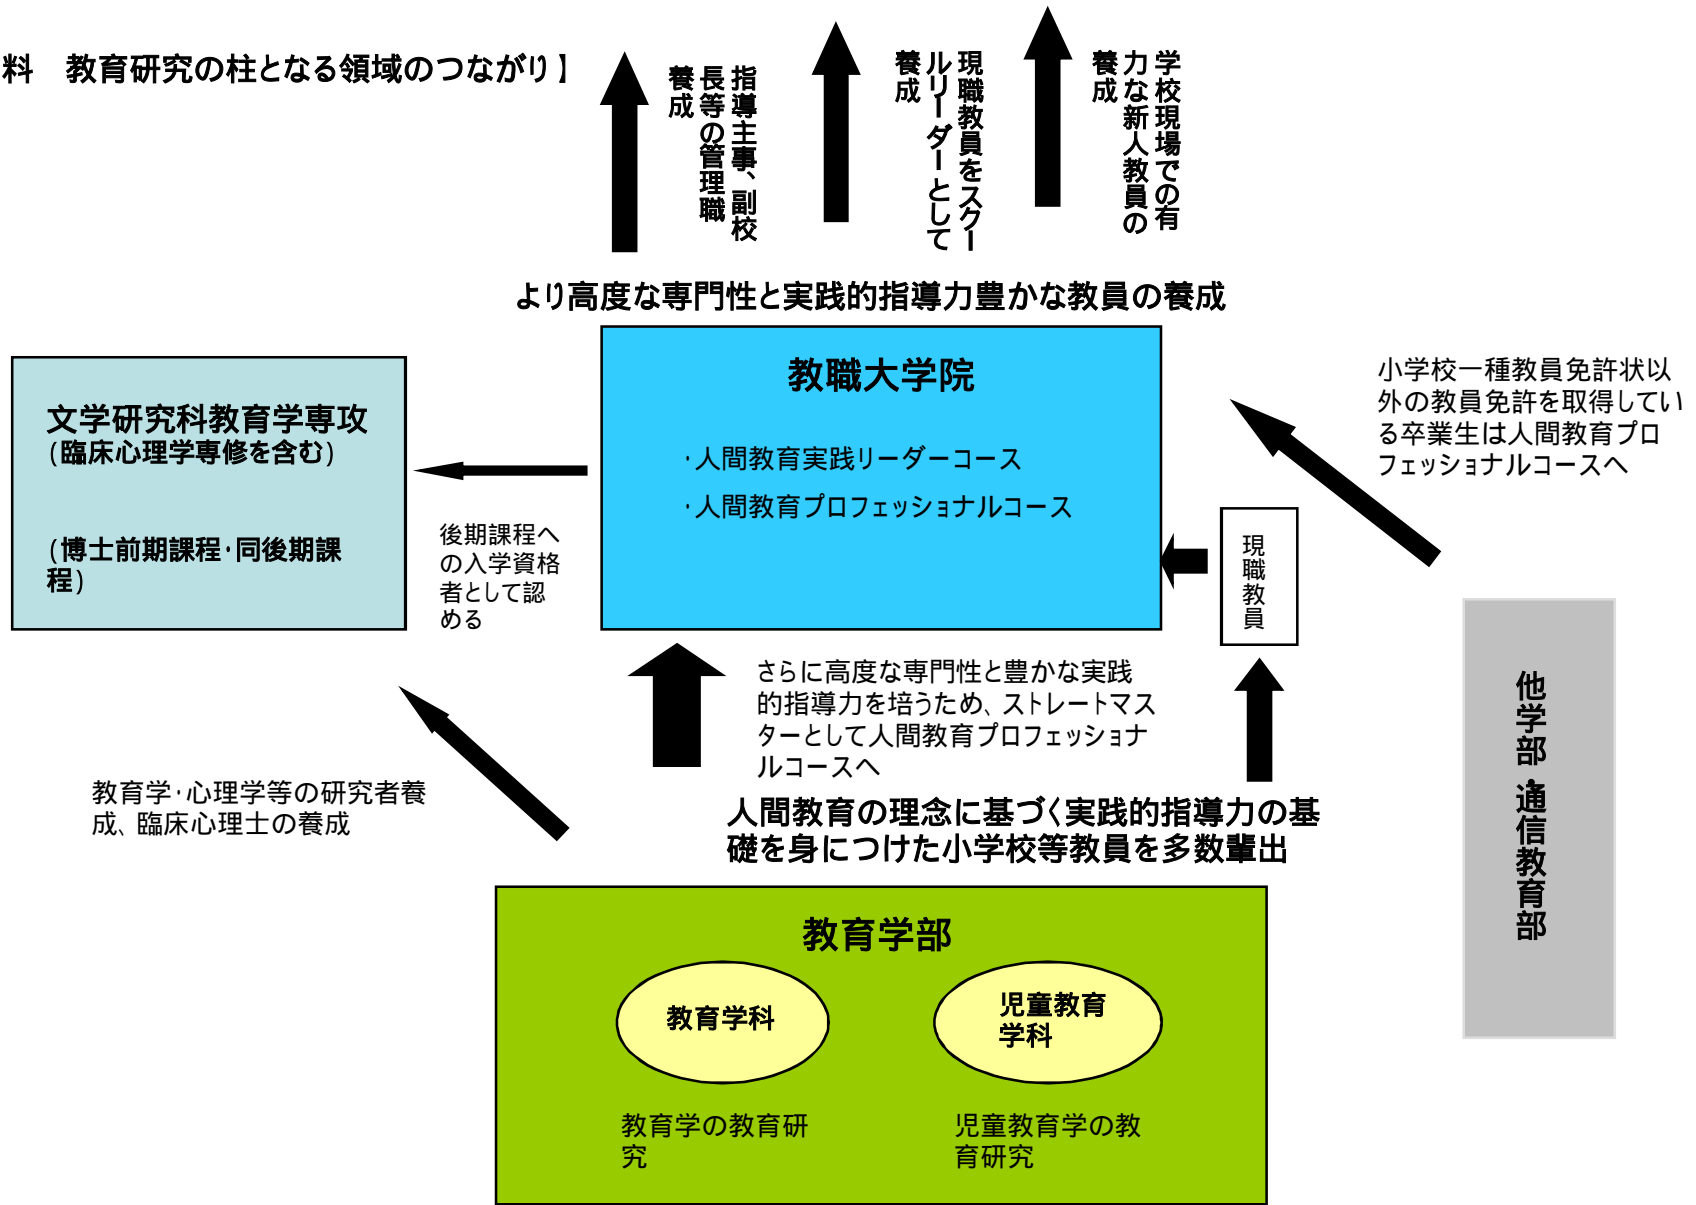 料　教育研究の柱となる領域のつながり】
指導主事、副校
長等の管理職
養成
現職教員をスクー
ルリーダーとして
養成
学校現場での有
力な新人教員の
養成
より高度な専門性と実践的指導力豊かな教員の養成
教職大学院
・人間教育実践リーダーコース
・人間教育プロフェッショナルコース
文学研究科教育学専攻
(臨床心理学専修を含む)
(博士前期課程・同後期課
程)
後期課程へ
の入学資格
者として認
める
小学校一種教員免許状以
外の教員免許を取得してい
る卒業生は人間教育プロ
フェッショナルコースへ
現職教員
さらに高度な専門性と豊かな実践
的指導力を培うため、ストレートマス
ターとして人間教育プロフェッショナ
ルコースへ
教育学・心理学等の研究者養
成、臨床心理士の養成
人間教育の理念に基づく実践的指導力の基
礎を身につけた小学校等教員を多数輩出
他学部・通信教育部
教育学部
教育学科
児童教育
学科
教育学の教育研
究
児童教育学の教
育研究